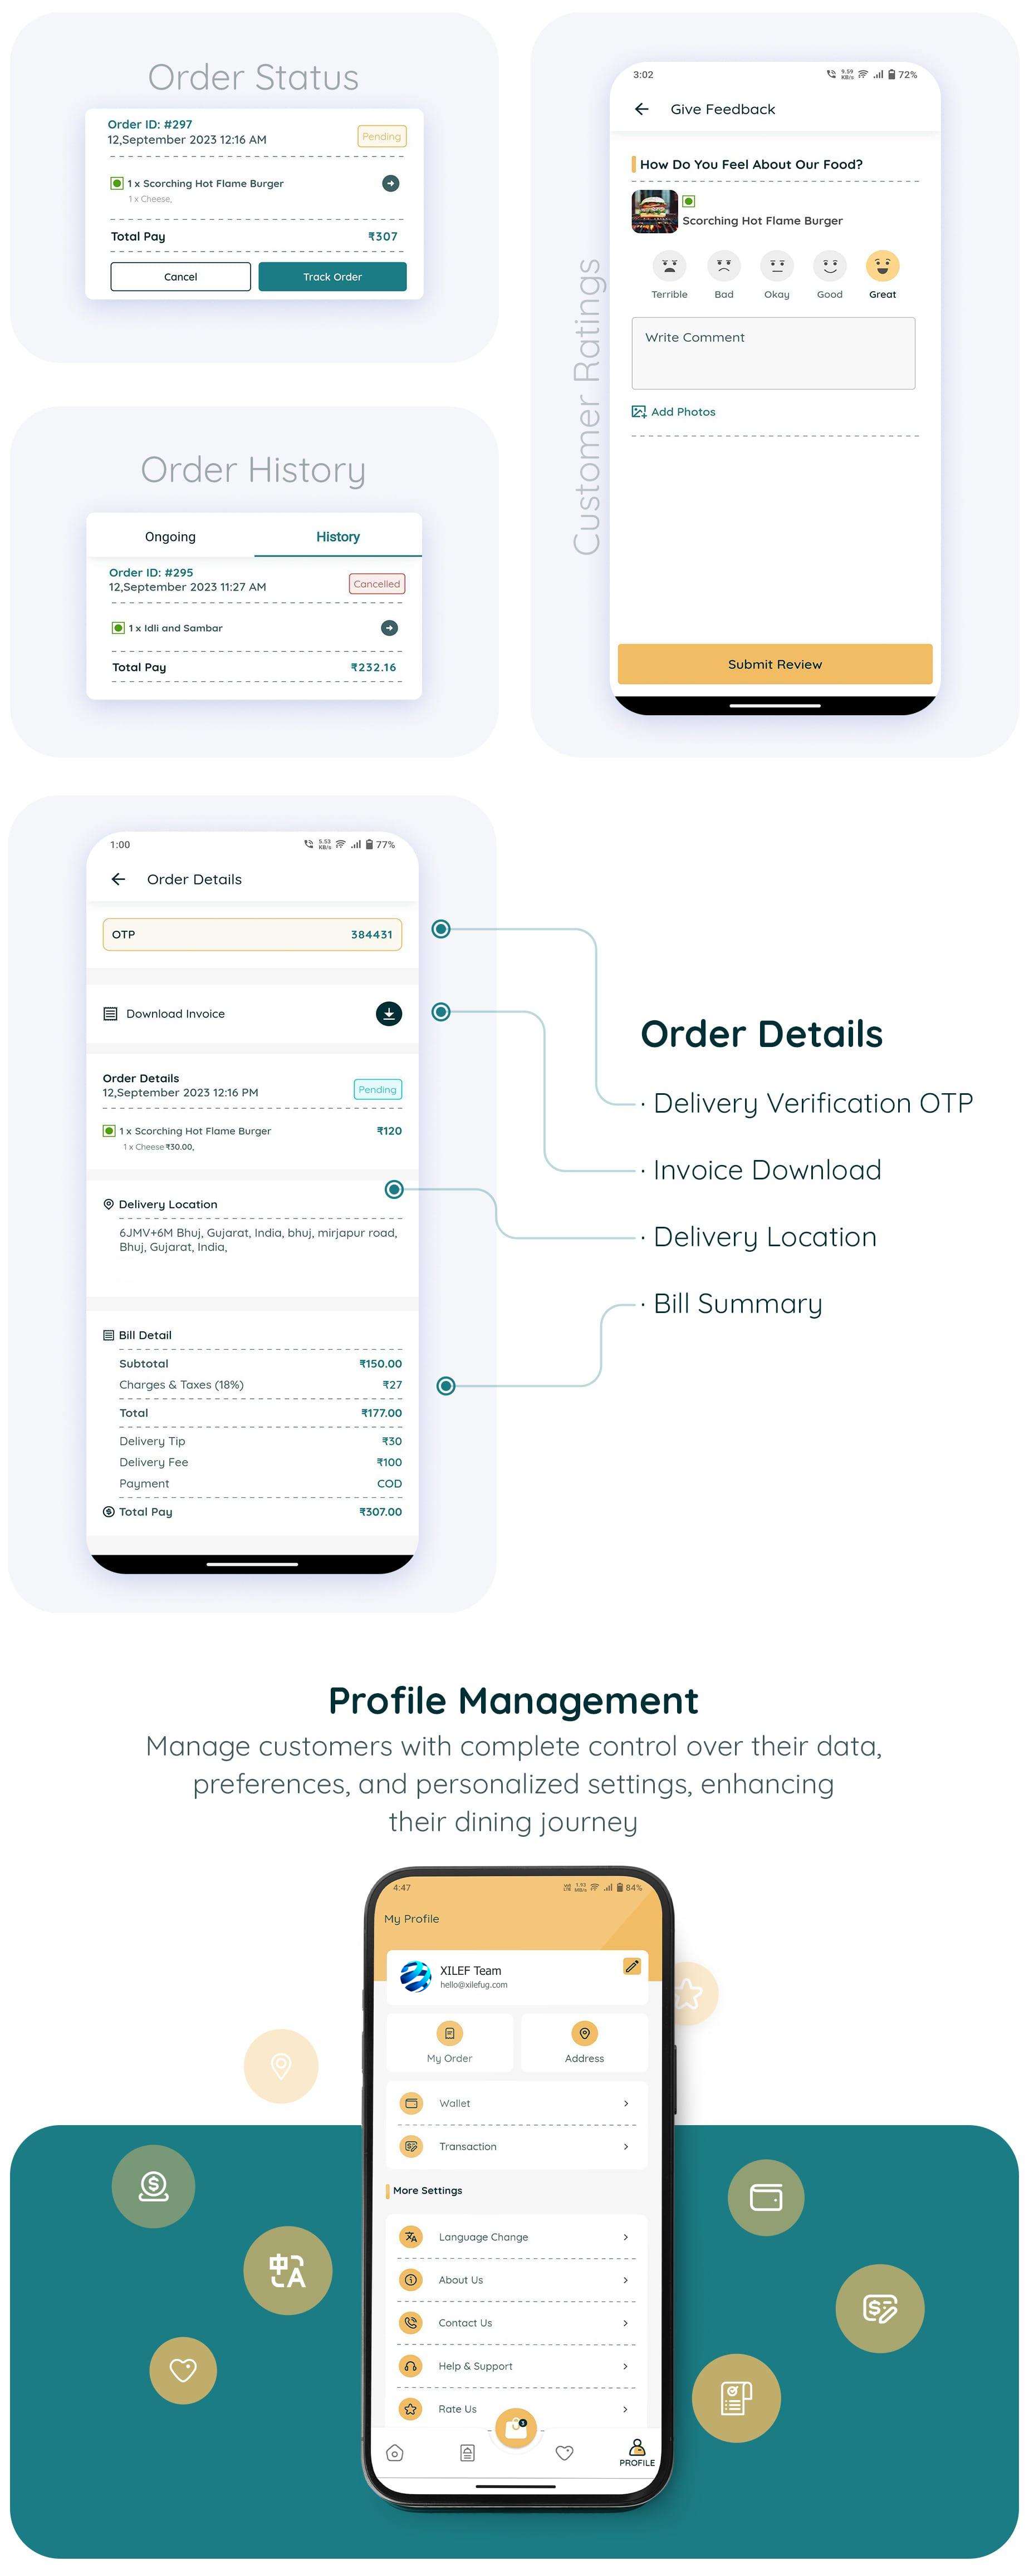 Order Status
Order ID: #297
12,September 2023 12:16 AM
Pending
1 x Scorching Hot Flame Burger
1 x Cheese,
Total Pay ₹307
Cancel
Track Order
Order History
Ongoing
History
Order ID: #295
12,September 2023 11:27 AM
Cancelled
1 x Idli and Sambar
Total Pay ₹232.16
Customer Ratings
3:02
9.59 KB/s
72%
Give Feedback
How Do You Feel About Our Food?
Scorching Hot Flame Burger
Terrible Bad Okay Good Great
Write Comment
Add Photos
Submit Review
1:00
5.53 KB/s
77%
Order Details
OTP 384431
Download Invoice
Order Details
12,September 2023 12:16 PM
Pending
1 x Scorching Hot Flame Burger ₹120
1 x Cheese ₹30.00,
Delivery Location
6JMV+6M Bhuj, Gujarat, India, bhuj, mirjapur road,
Bhuj, Gujarat, India,
Bill Detail
Subtotal ₹150.00
Charges & Taxes (18%) ₹27
Total ₹177.00
Delivery Tip ₹30
Delivery Fee ₹100
Payment COD
Total Pay ₹307.00
Order Details
· Delivery Verification OTP
· Invoice Download
· Delivery Location
· Bill Summary
Profile Management
Manage customers with complete control over their data,
preferences, and personalized settings, enhancing
their dining journey
4:47
84%
My Profile
XILEF Team
hello@xilefug.com
My Order
Address
Wallet
Transaction
More Settings
Language Change
About Us
Contact Us
Help & Support
Rate Us
3
PROFILE